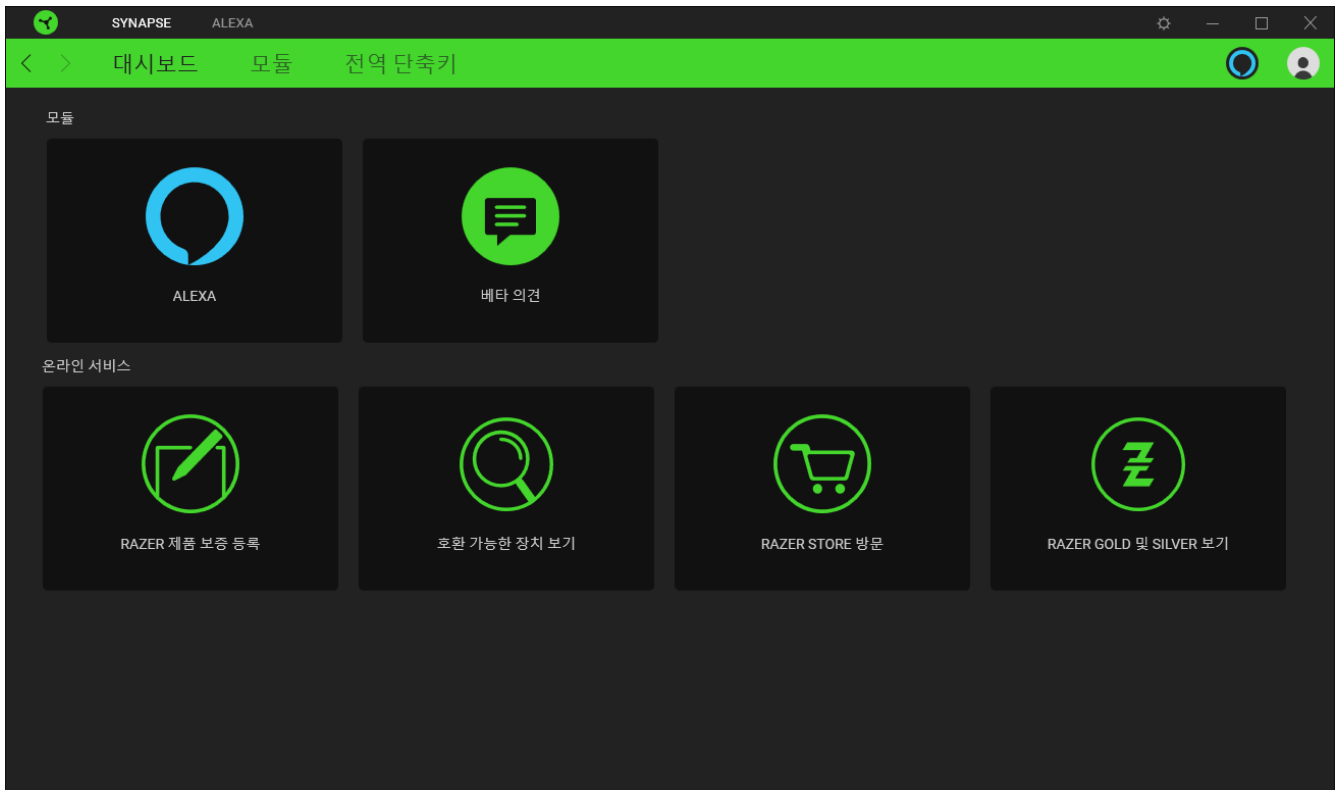 SYNAPSE ALEXA
대시보드 모듈 전역 단축키
모듈
ALEXA 베타 의견
온라인 서비스
RAZER 제품 보증 등록 호환 가능한 장치 보기 RAZER STORE 방문 RAZER GOLD 및 SILVER 보기